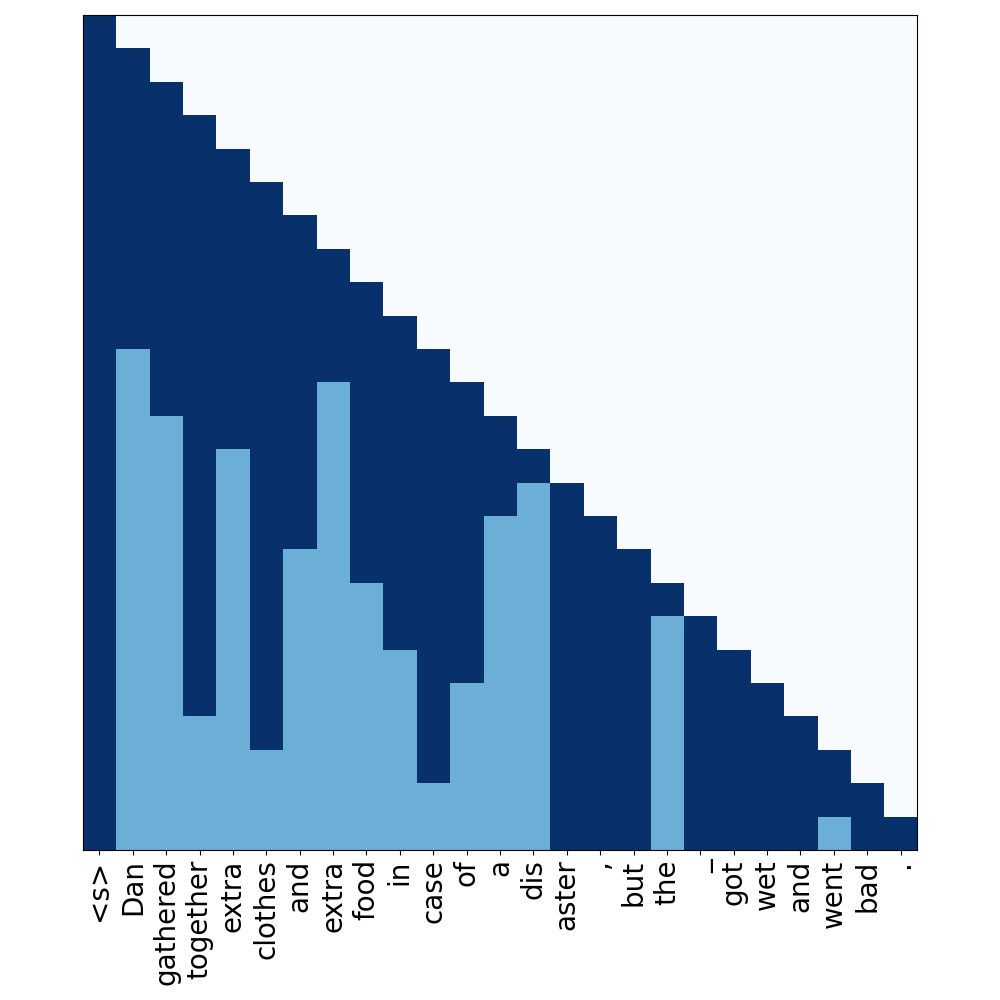 <s>
Dan
gathered
together
extra
clothes
and
extra
food
in
case
of
a
dis
aster
,
but
the
_
got
wet
and
went
bad
.